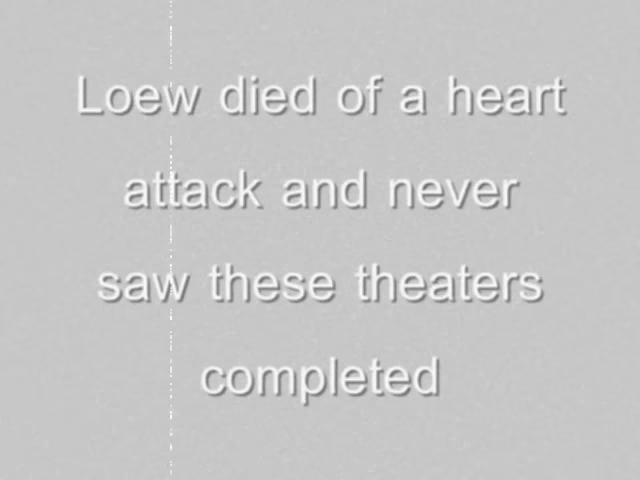 Loew died of a heart
attack and never
saw these theaters
completed